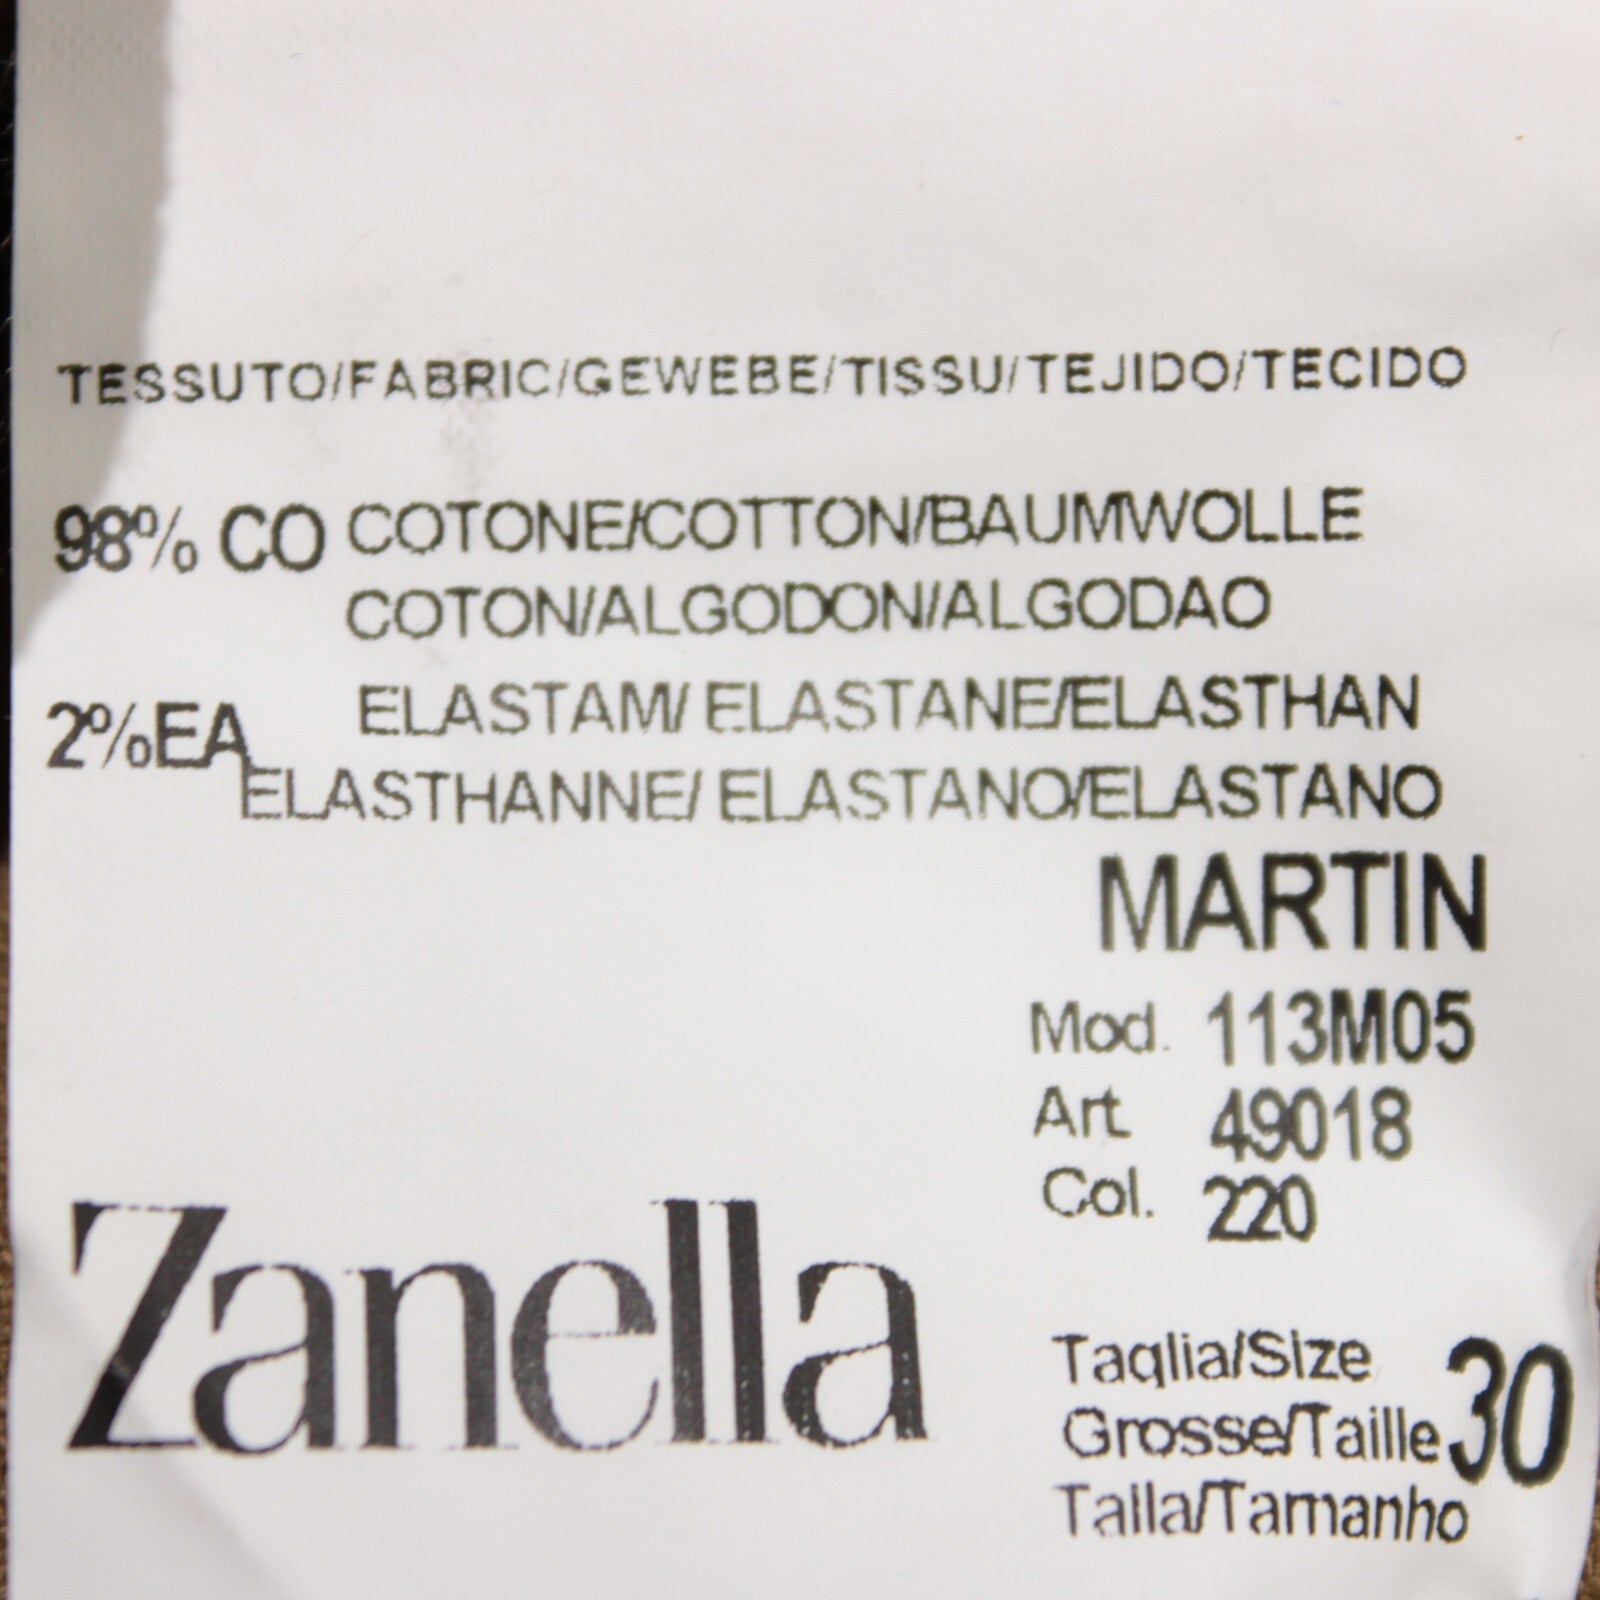 TESSUTO/FABRIC/GEWEBE/TISSU/TEJIDO/TECIDO
98% CO COTONE/COTTON/BAUMWOLLE
COTON/ALGODON/ALGODAO
2%EA ELASTAM/ ELASTANE/ELASTHAN
ELASTHANNE/ ELASTANO/ELASTANO
MARTIN
Mod. 113M05
Art. 49018
Col. 220
Zanella
Taglia/Size
Grosse/Taille 30
Talla/Tamanho